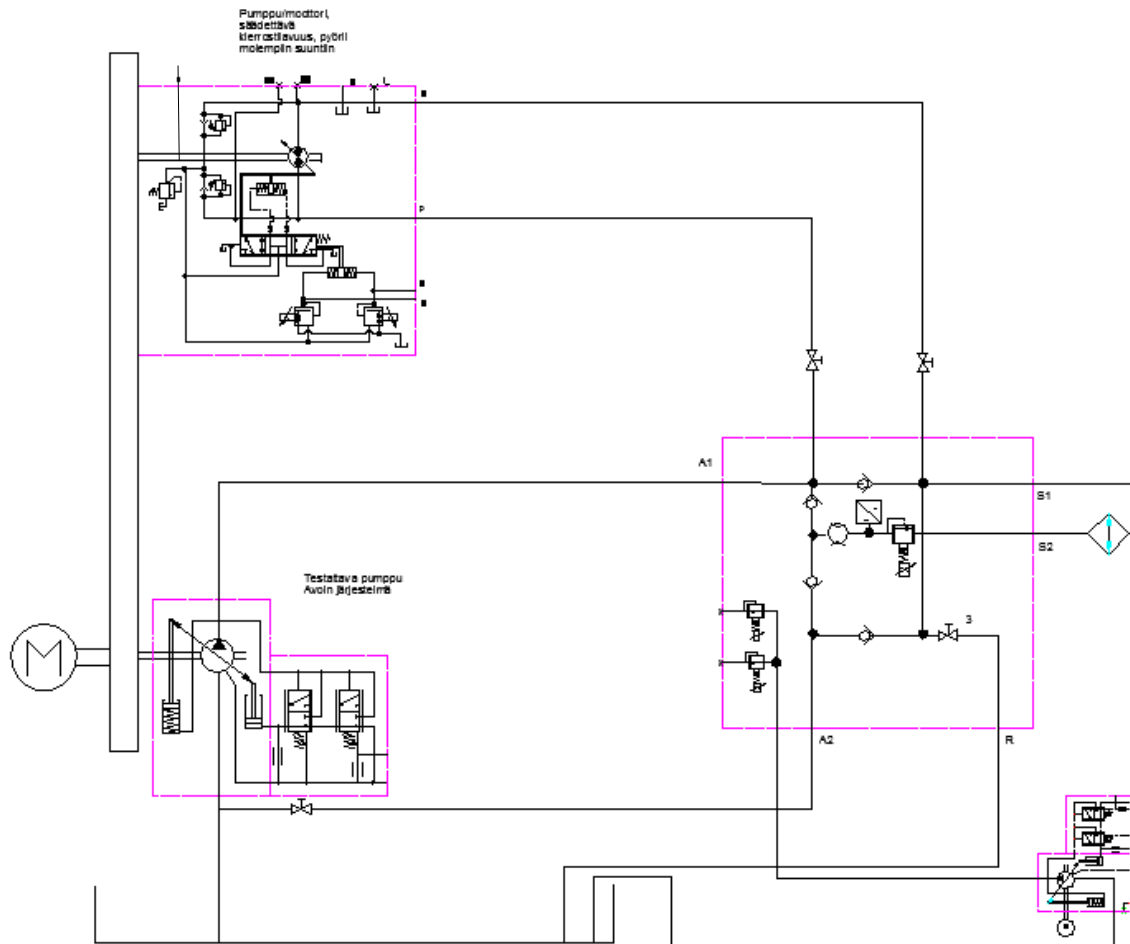 Pumppu/moottori,
säädettävä
kierrostilavuus, pyörii
molempiin suuntiin
L
P
A1
S1
S2
Testattava pumppu
Avoin järjestelmä
3
M
A2
R